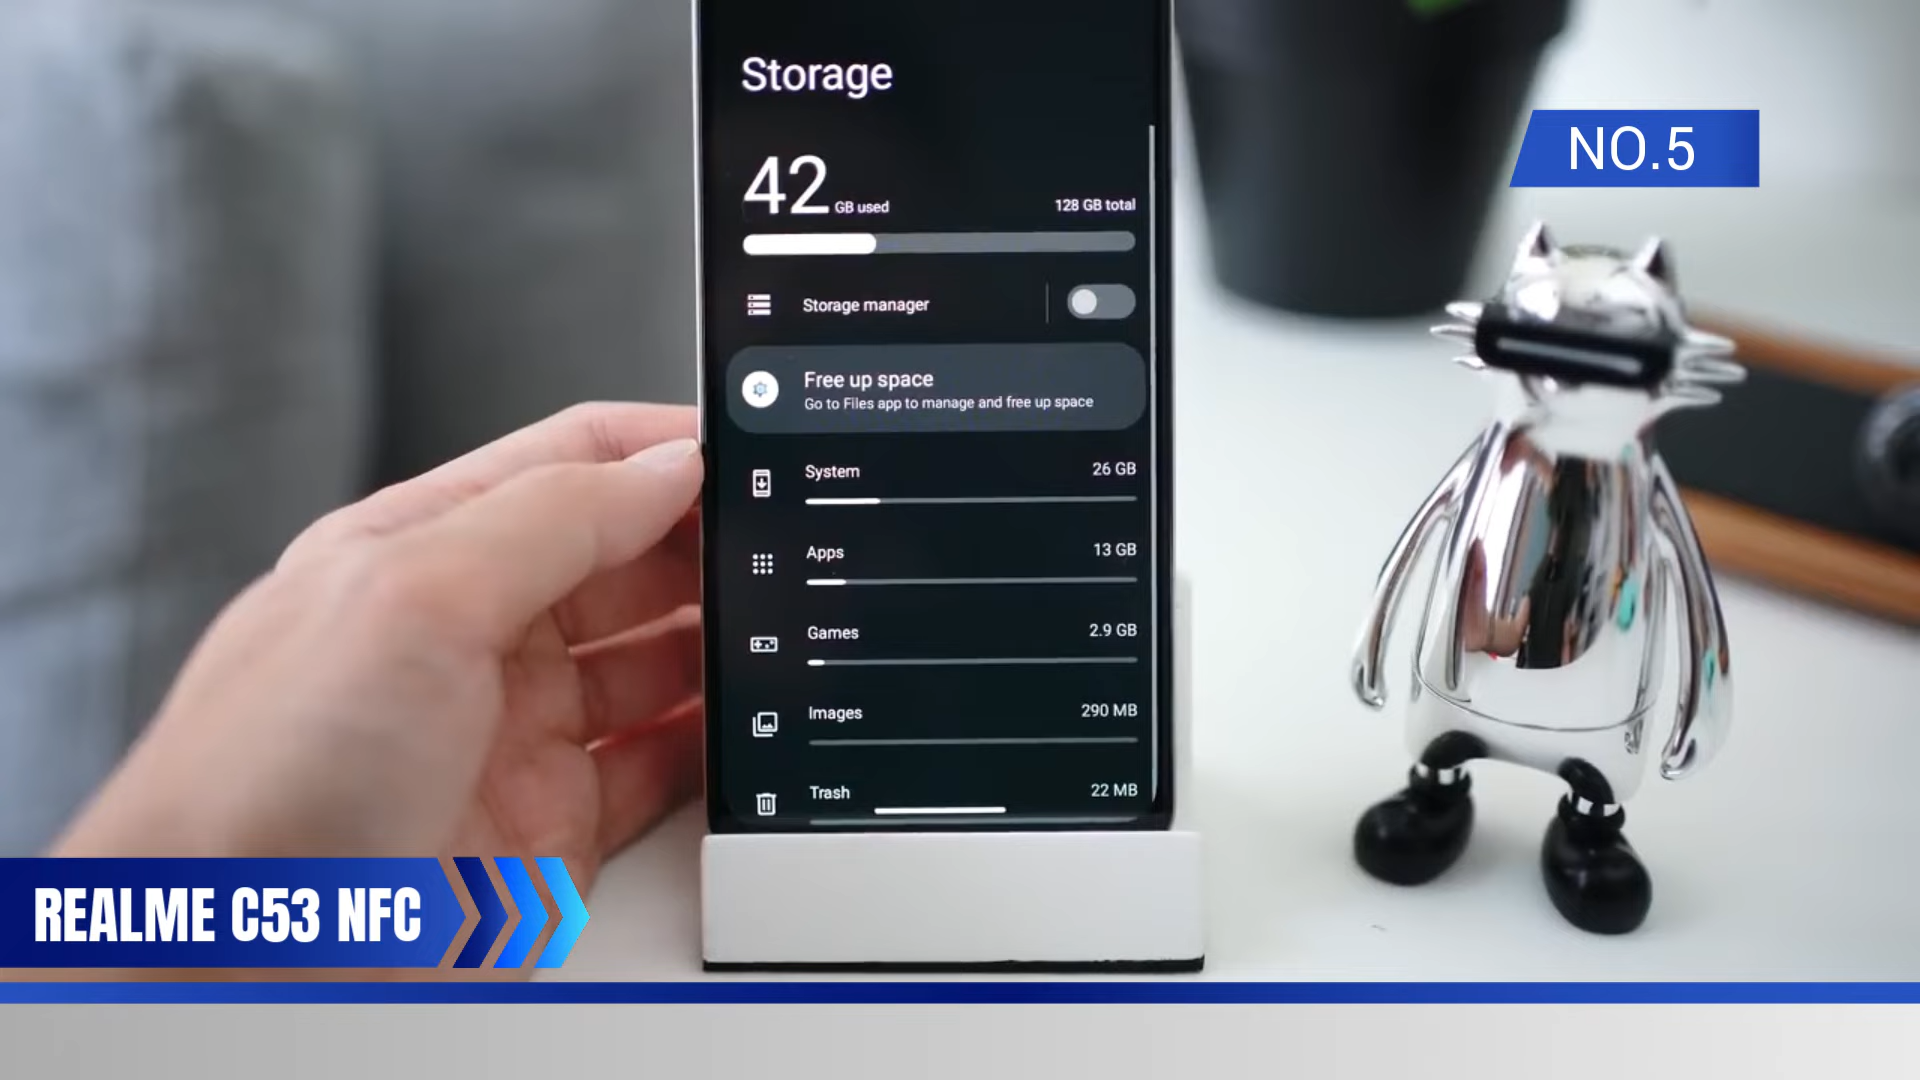 Storage
42 GB used 128 GB total
Storage manager
Free up space
Go to Files app to manage and free up space
System 26 GB
Apps 13 GB
Games 2.9 GB
Images 290 MB
Trash 22 MB
NO.5
REALME C53 NFC